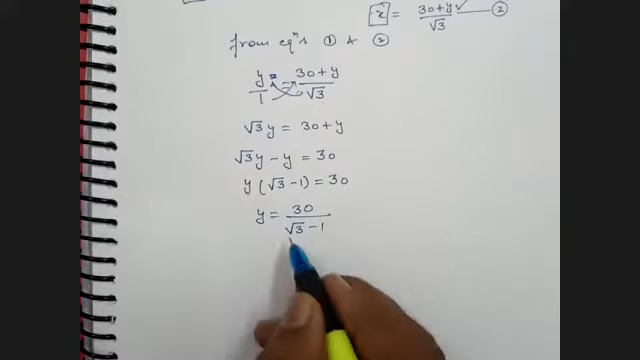 x = 30+y/√3 — ②
from eqⁿs ① & ②
y/1 = 30+y/√3
√3y = 30+y
√3y - y = 30
y(√3-1) = 30
y = 30/√3-1